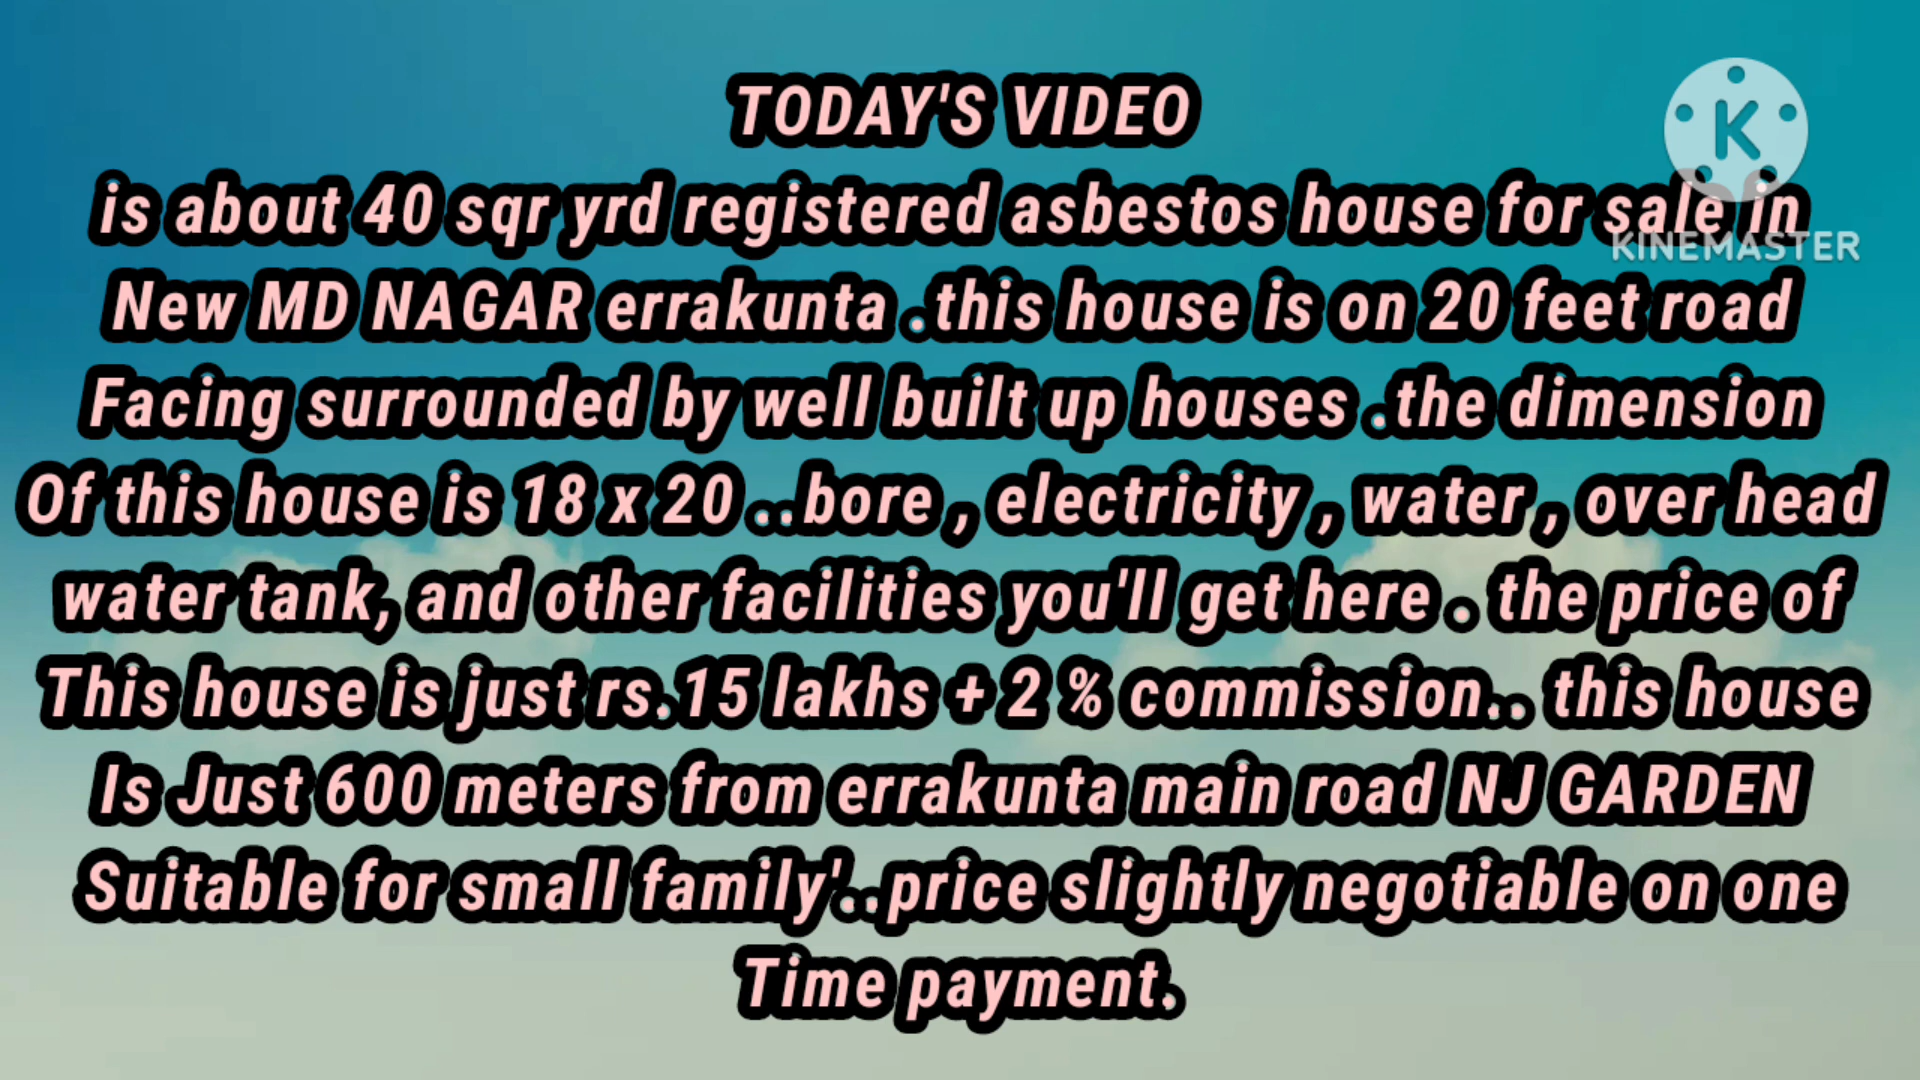 TODAY'S VIDEO
is about 40 sqr yrd registered asbestos house for sale in
New MD NAGAR errakunta .this house is on 20 feet road
Facing surrounded by well built up houses .the dimension
Of this house is 18 x 20 ..bore , electricity , water , over head
water tank, and other facilities you'll get here . the price of
This house is just rs.15 lakhs + 2 % commission.. this house
Is Just 600 meters from errakunta main road NJ GARDEN
Suitable for small family'..price slightly negotiable on one
Time payment.
K
KINEMASTER